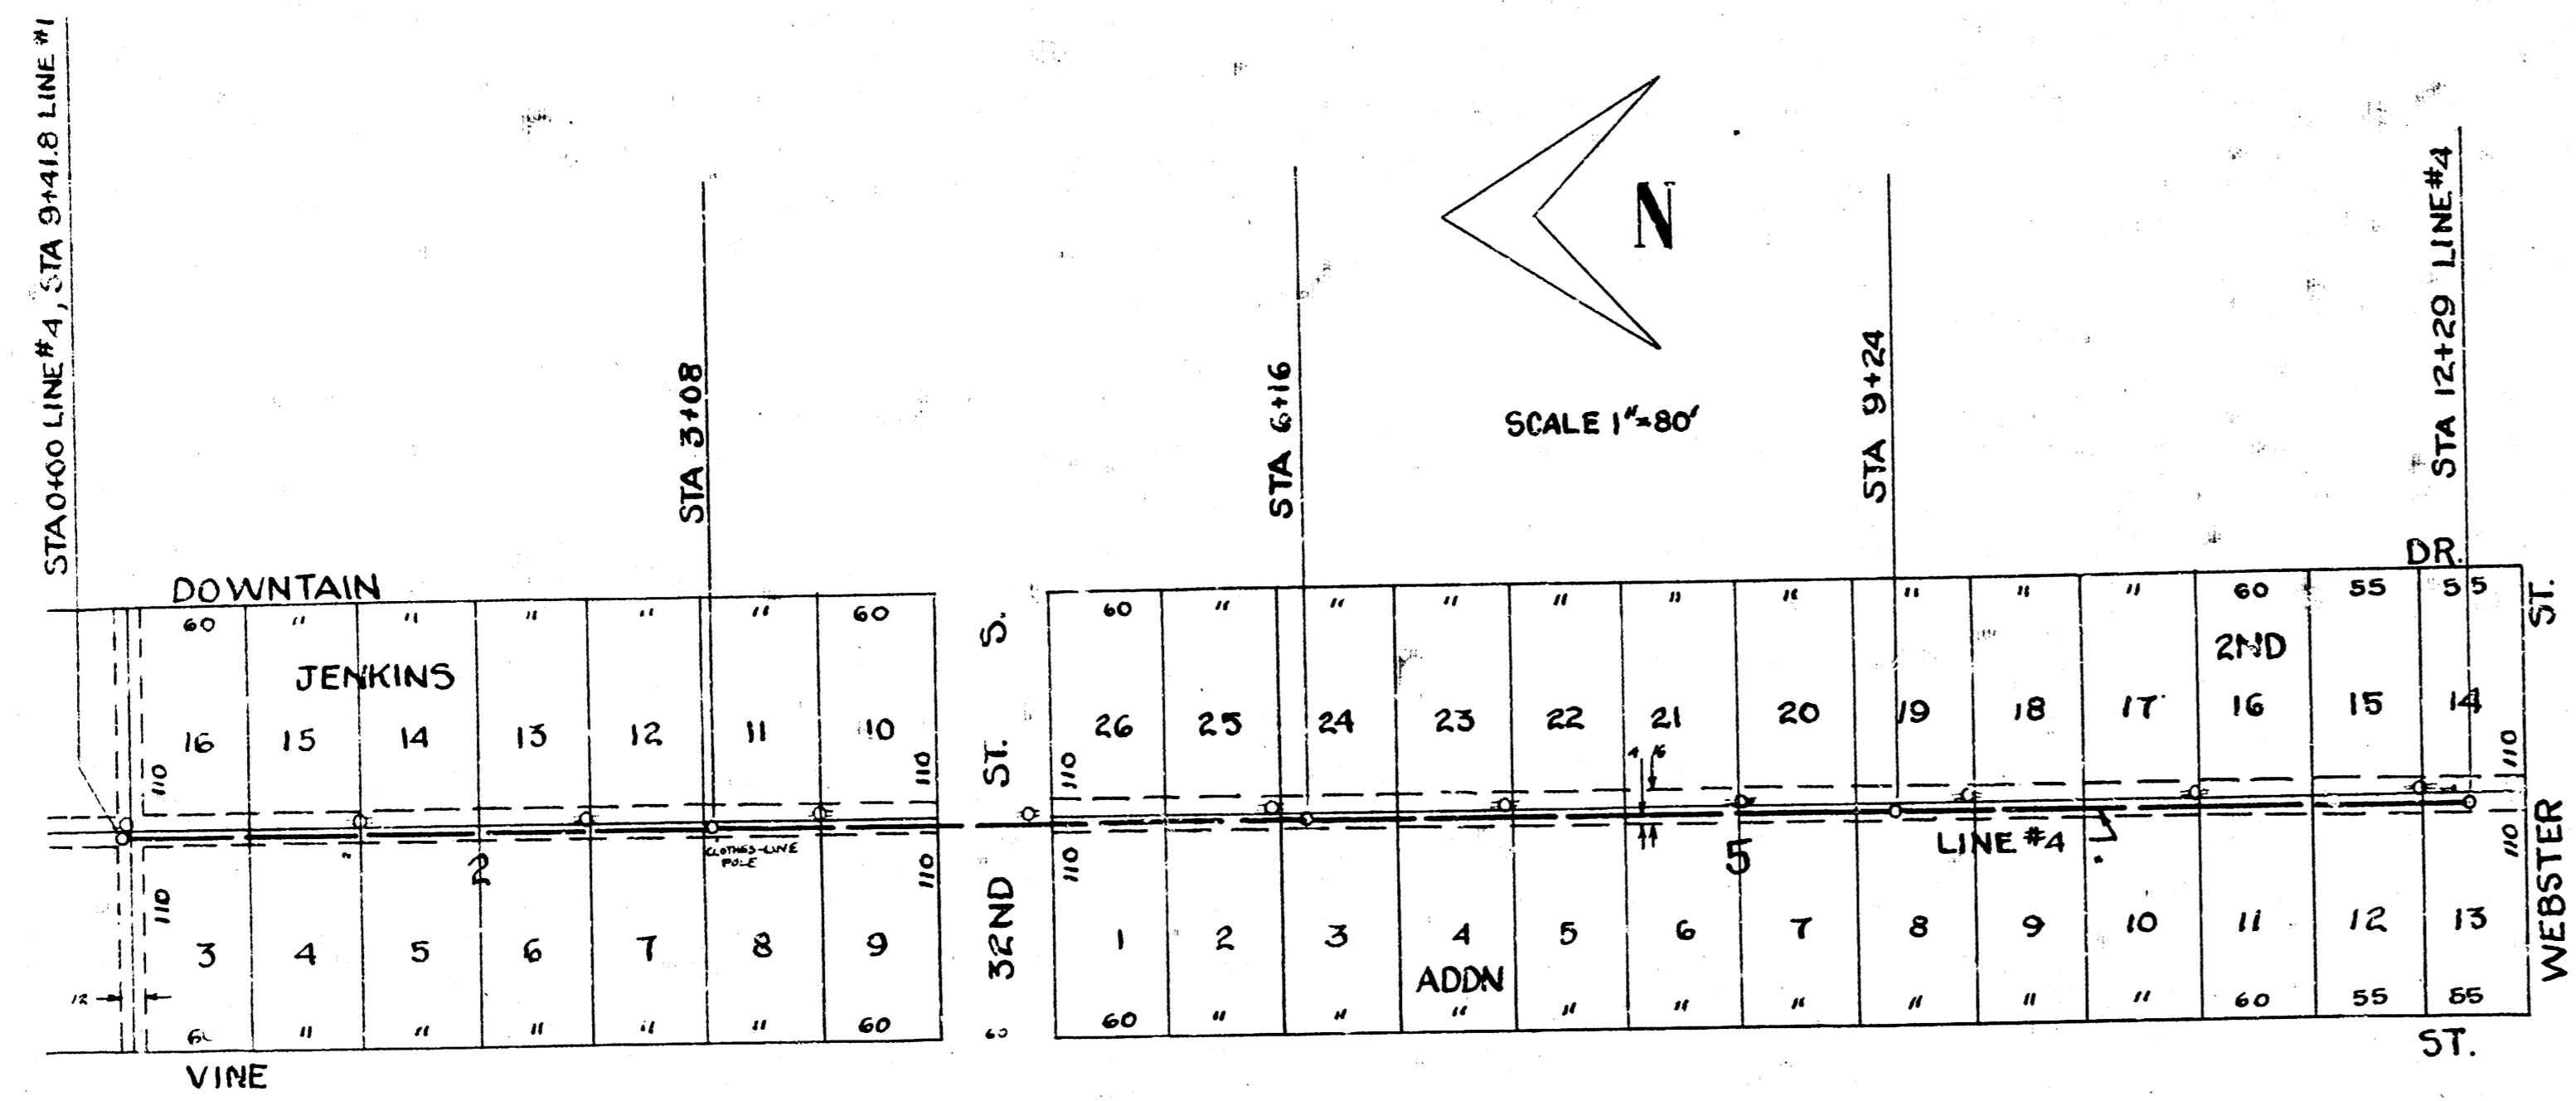 STA 0+00 LINE #4, STA 9+41.8 LINE #1
STA 3+08
STA 6+16
N
SCALE 1"=80'
STA 9+24
STA 12+29 LINE #4
DOWNTAIN
DR.
60 " " " " " 60
S.
60 " " " " " " " " " 60 55 55
ST.
JENKINS
2ND
16 15 14 13 12 11 10
26 25 24 23 22 21 20 19 18 17 16 15 14
110 110
ST.
110 110
4 16
CLOTHES-LINE
POLE
2
5
LINE #4
110 110
110 110
32ND
WEBSTER
3 4 5 6 7 8 9
1 2 3 4 5 6 7 8 9 10 11 12 13
ADDN
12
" " " " " 60
60
60 " " " " " " " " " 60 55 55
VINE
ST.